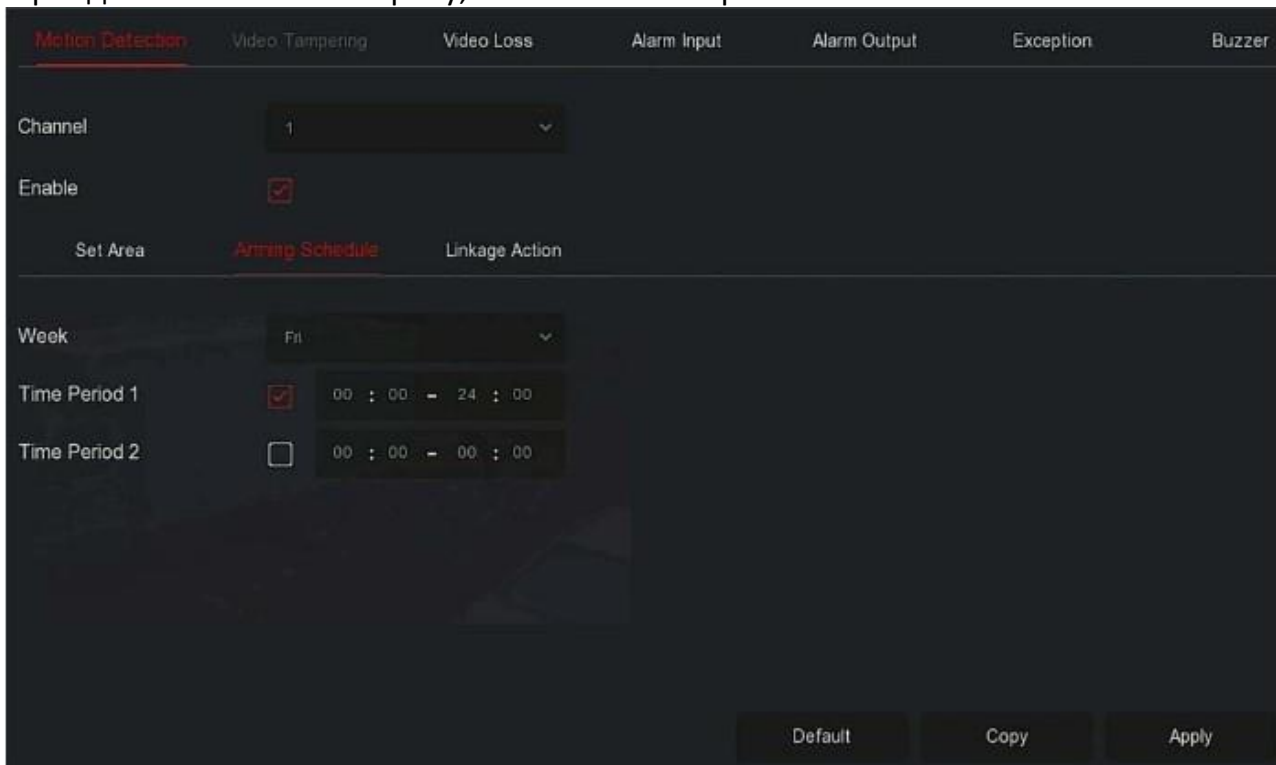 Motion Detection Video Tampering Video Loss Alarm Input Alarm Output Exception Buzzer
Channel 1
Enable
Set Area Arming Schedule Linkage Action
Week Fri
Time Period 1 00 : 00 - 24 : 00
Time Period 2 00 : 00 - 00 : 00
Default Copy Apply